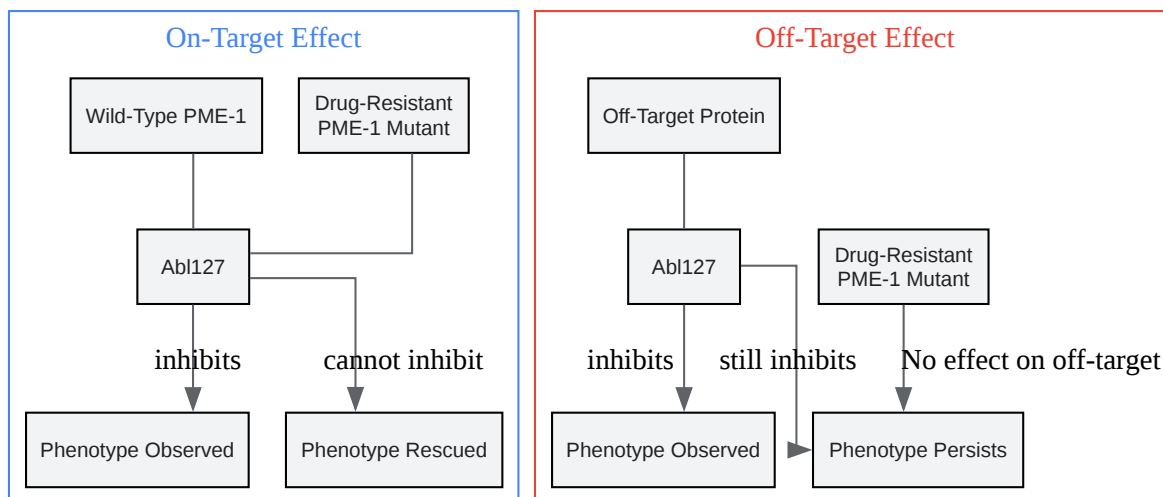 On-Target Effect
Wild-Type PME-1
Drug-Resistant
PME-1 Mutant
Abl127
inhibits
cannot inhibit
Phenotype Observed
Phenotype Rescued
Off-Target Effect
Off-Target Protein
Abl127
Drug-Resistant
PME-1 Mutant
inhibits
still inhibits
No effect on off-target
Phenotype Observed
Phenotype Persists